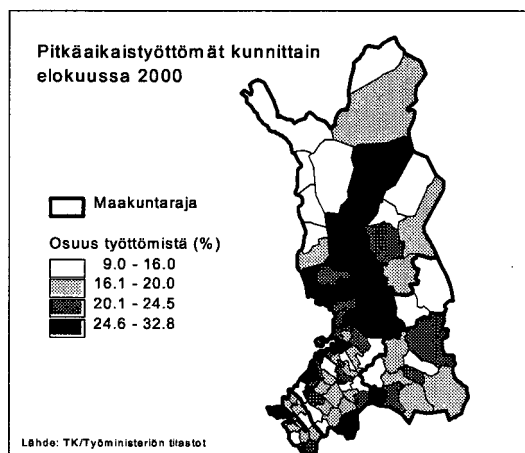 Pitkäaikaistyöttömät kunnittain
elokuussa 2000
Maakuntaraja
Osuus työttömistä (%)
9.0 - 16.0
16.1 - 20.0
20.1 - 24.5
24.6 - 32.8
Lähde: TK/Työministeriön tilastot